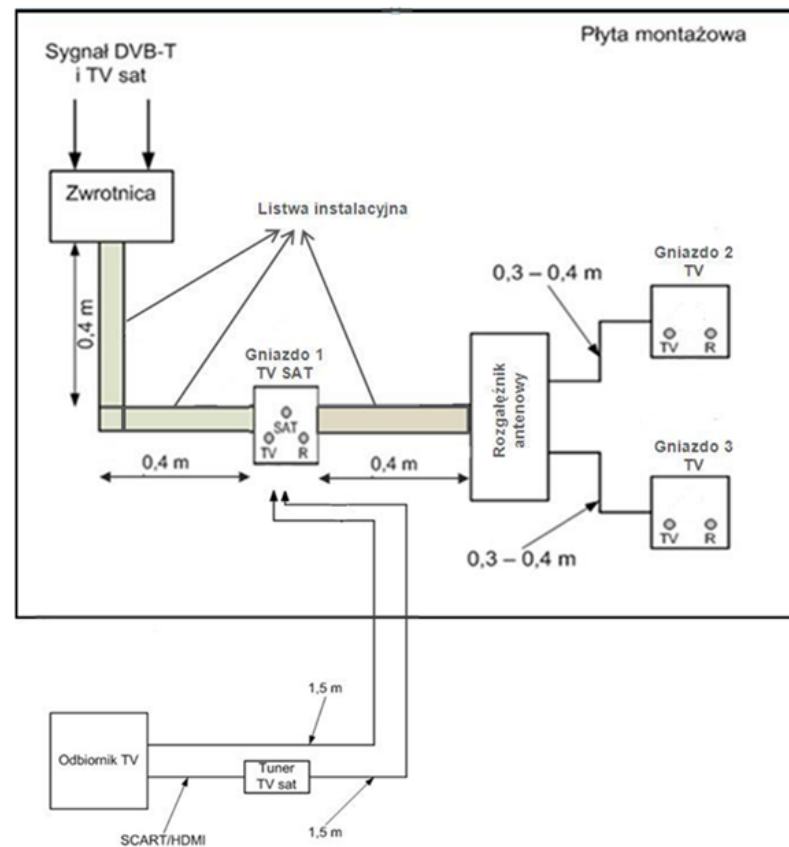 Płyta montażowa
Sygnał DVB-T
i TV sat
Zwrotnica
Listwa instalacyjna
0,4 m
Gniazdo 1
TV SAT
SAT
TV R
0,4 m
0,4 m
Rozgałęźnik
antenowy
0,3 – 0,4 m
Gniazdo 2
TV
TV R
Gniazdo 3
TV
TV R
0,3 – 0,4 m
1,5 m
Odbiornik TV
Tuner
TV sat
SCART/HDMI
1,5 m